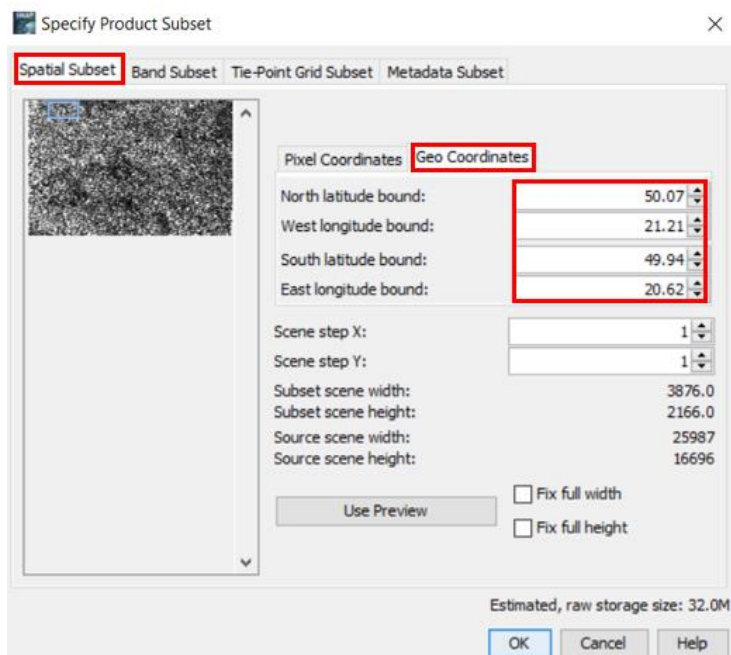 Specify Product Subset
Spatial Subset Band Subset Tie-Point Grid Subset Metadata Subset
Pixel Coordinates Geo Coordinates
North latitude bound: 50.07
West longitude bound: 21.21
South latitude bound: 49.94
East longitude bound: 20.62
Scene step X: 1
Scene step Y: 1
Subset scene width: 3876.0
Subset scene height: 2166.0
Source scene width: 25987
Source scene height: 16696
Use Preview
Fix full width
Fix full height
Estimated, raw storage size: 32.0M
OK Cancel Help